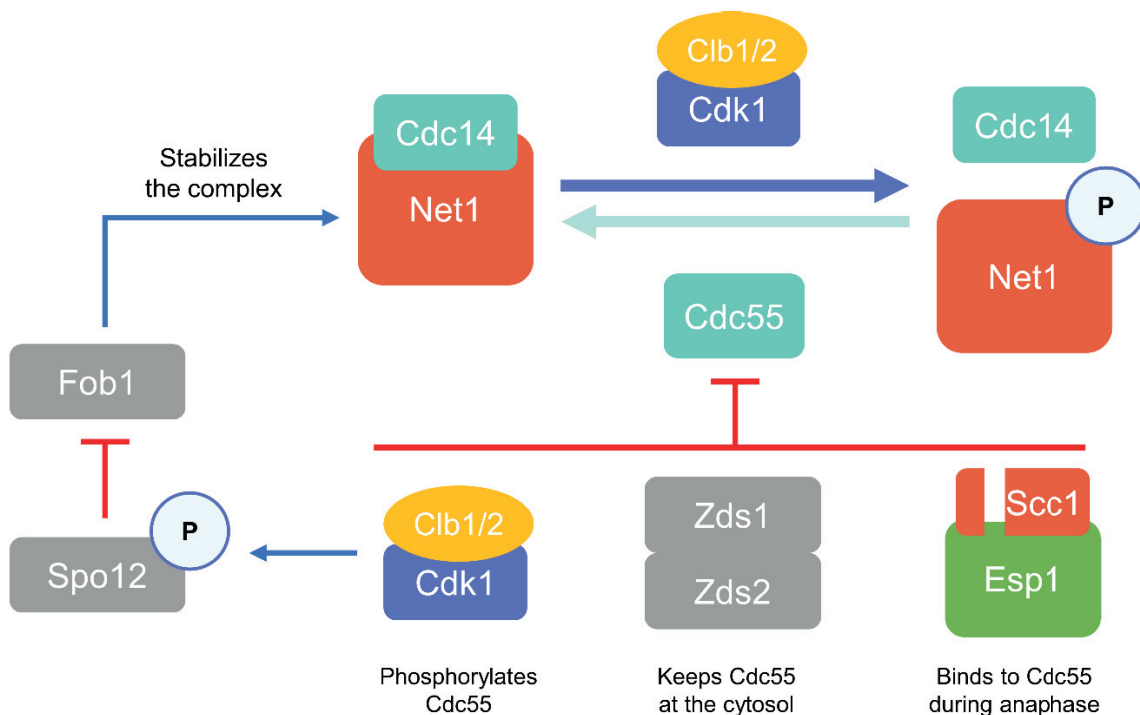 Clb1/2
Cdk1
Cdc14
Net1
Cdc14
P
Net1
Stabilizes
the complex
Cdc55
Fob1
Spo12
P
Clb1/2
Cdk1
Zds1
Zds2
Scc1
Esp1
Phosphorylates
Cdc55
Keeps Cdc55
at the cytosol
Binds to Cdc55
during anaphase